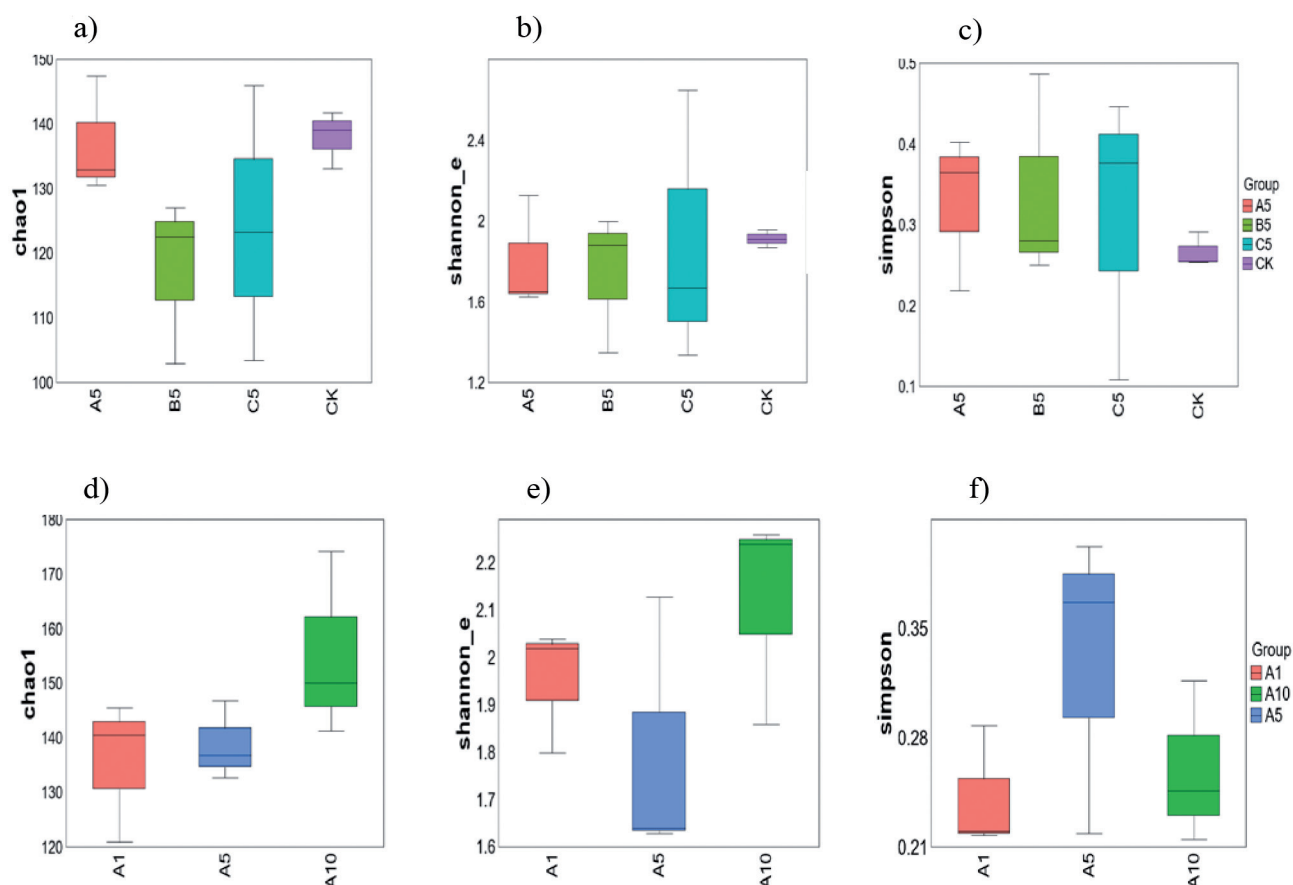 a)
150
140
130
120
110
100
chao1
A5
B5
C5
CK
b)
2.4
2
1.6
1.2
shannon_e
A5
B5
C5
CK
c)
0.5
0.4
0.3
0.2
0.1
simpson
A5
B5
C5
CK
Group
A5
B5
C5
CK
d)
180
170
160
150
140
130
120
chao1
A1
A5
A10
e)
2.2
2.1
2
1.9
1.8
1.7
1.6
shannon_e
A1
A5
A10
f)
0.35
0.28
0.21
simpson
A1
A5
A10
Group
A1
A10
A5